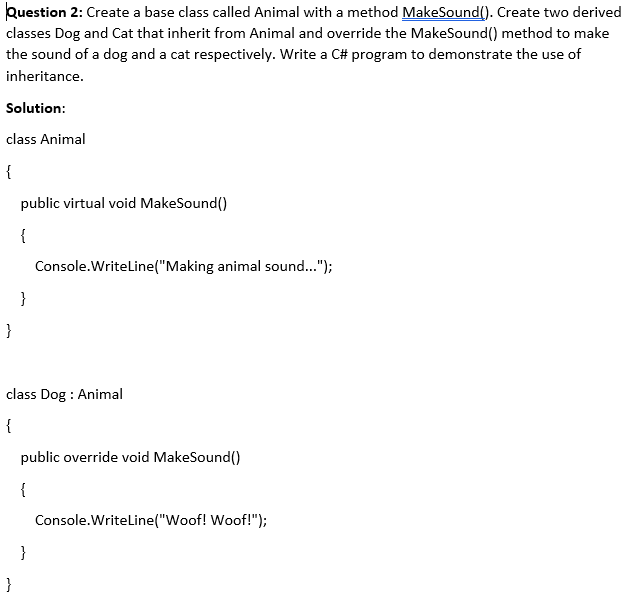 Question 2: Create a base class called Animal with a method MakeSound(). Create two derived
classes Dog and Cat that inherit from Animal and override the MakeSound() method to make
the sound of a dog and a cat respectively. Write a C# program to demonstrate the use of
inheritance.
Solution:
class Animal
{
public virtual void MakeSound()
{
Console.WriteLine("Making animal sound...");
}
}
class Dog : Animal
{
public override void MakeSound()
{
Console.WriteLine("Woof! Woof!");
}
}